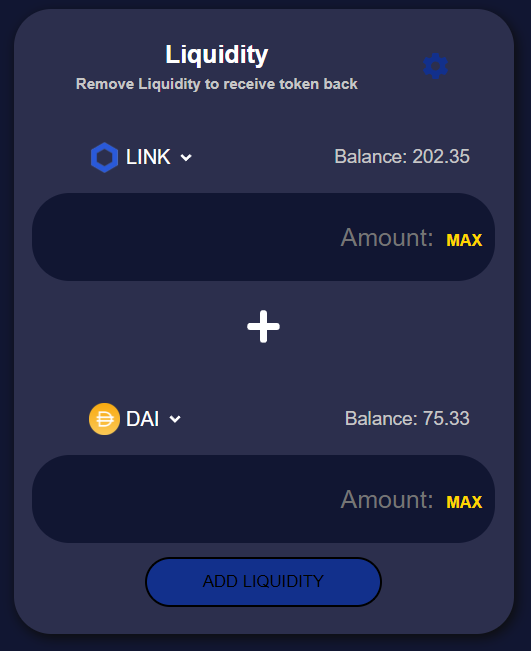 Liquidity
Remove Liquidity to receive token back
LINK Balance: 202.35
Amount: MAX
DAI Balance: 75.33
Amount: MAX
ADD LIQUIDITY